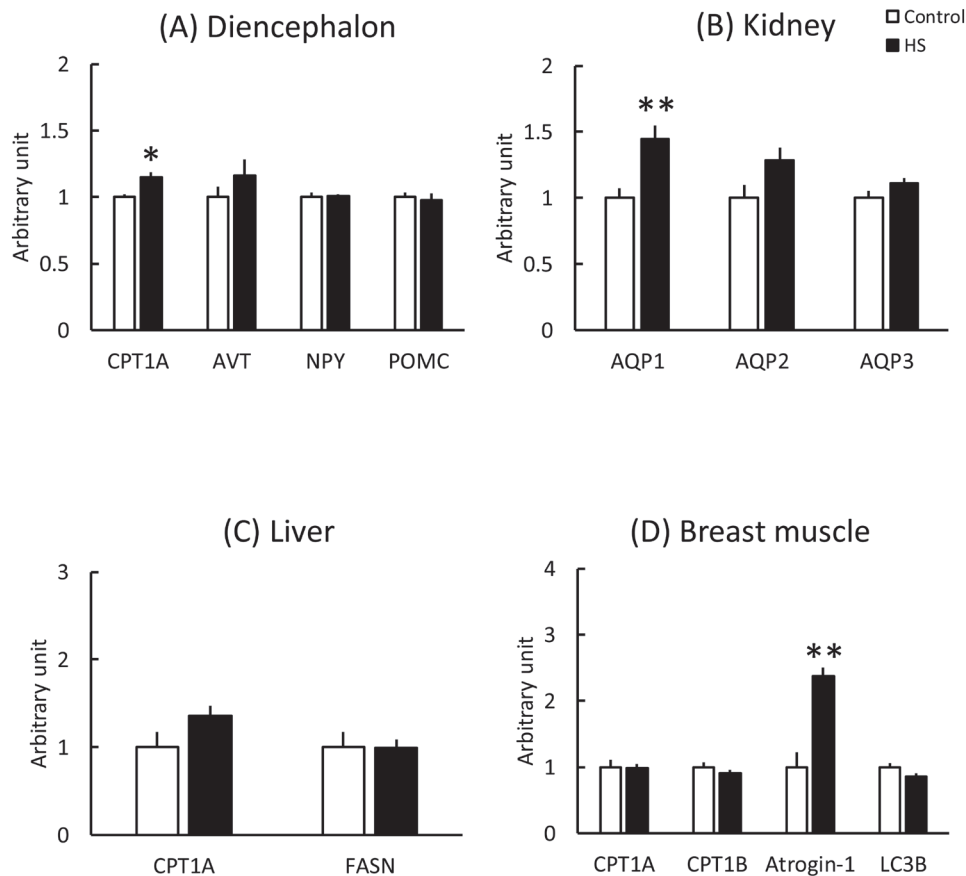 (A) Diencephalon
Arbitrary unit
2
1.5
1
0.5
0
*
CPT1A AVT NPY POMC
(B) Kidney
Control
HS
Arbitrary unit
2
1.5
1
0.5
0
**
AQP1 AQP2 AQP3
(C) Liver
Arbitrary unit
3
2
1
0
CPT1A FASN
(D) Breast muscle
Arbitrary unit
4
3
2
1
0
**
CPT1A CPT1B Atrogin-1 LC3B